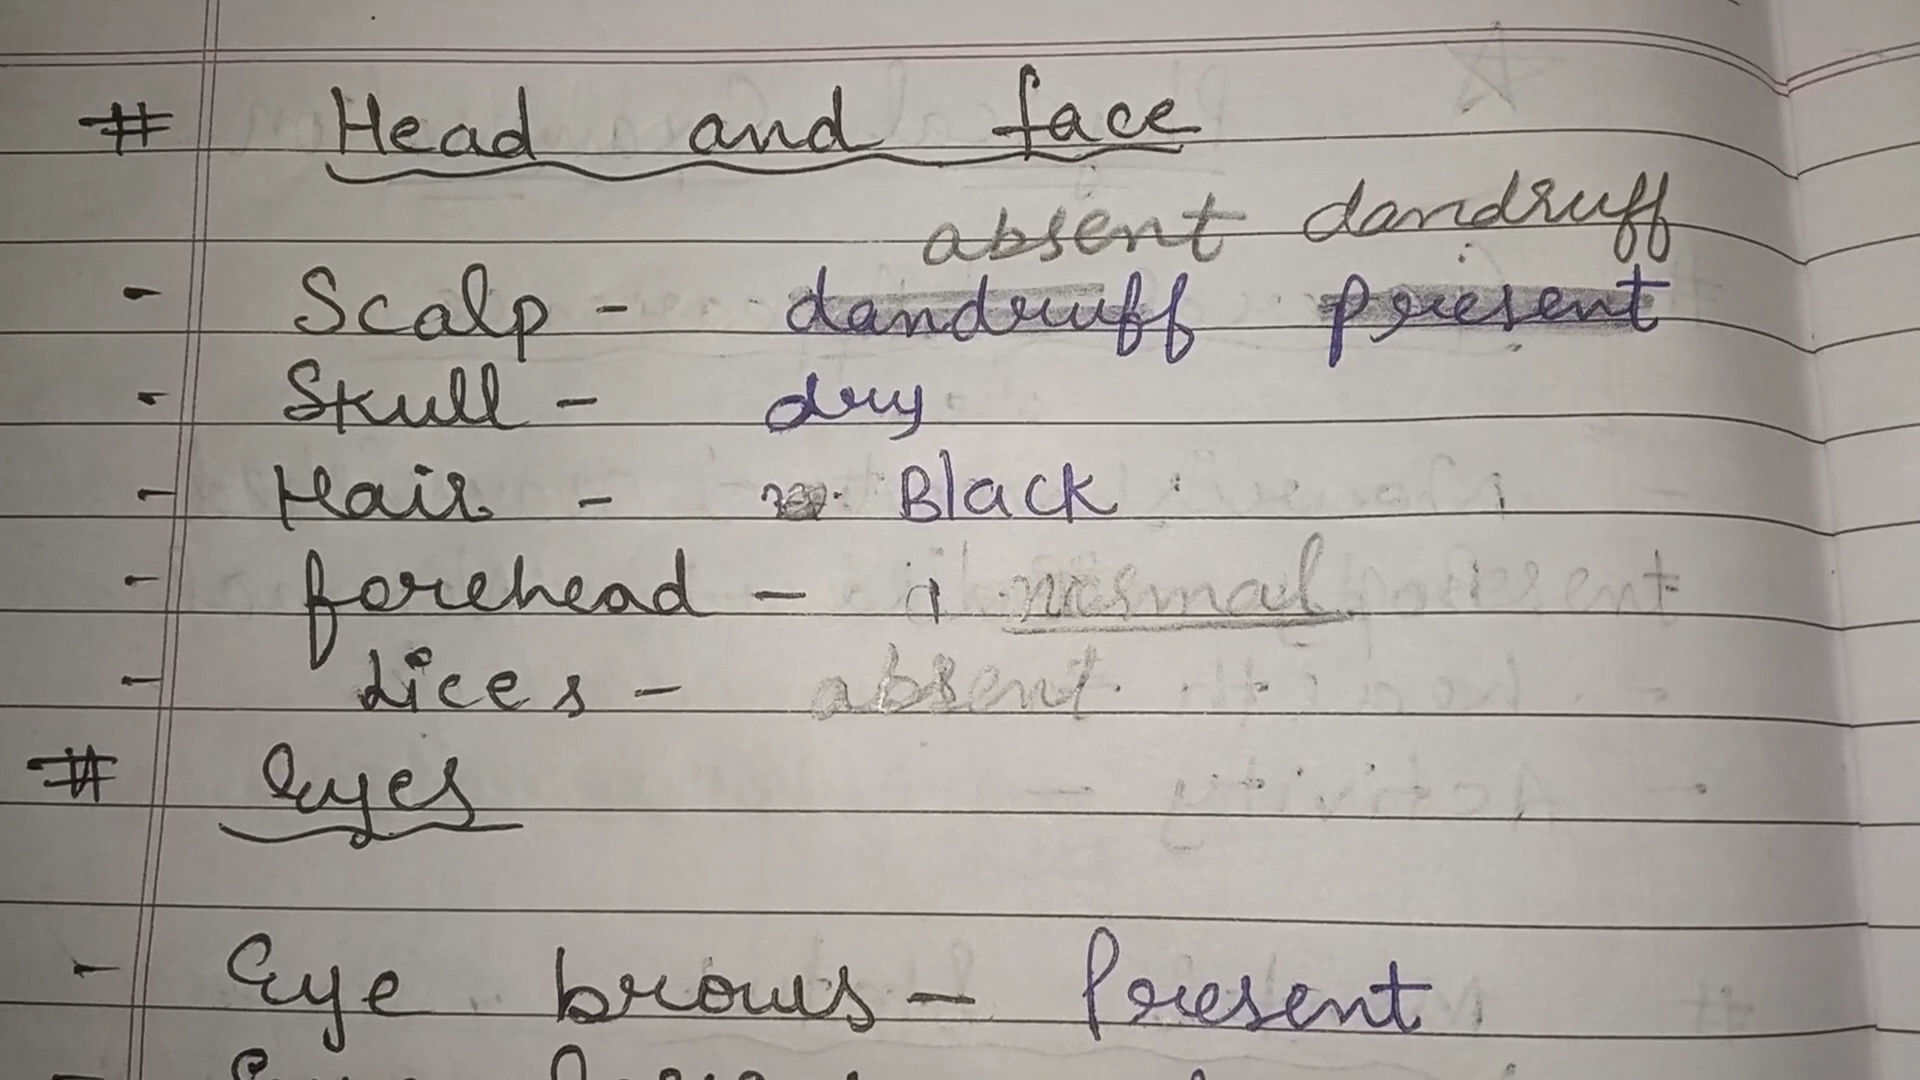 # Head and face
absent dandruff
- Scalp - dandruff present
- Skull - dry
- Hair - Black
- forehead - normal
- Lices - absent
# Eyes
- Eye brows - Present